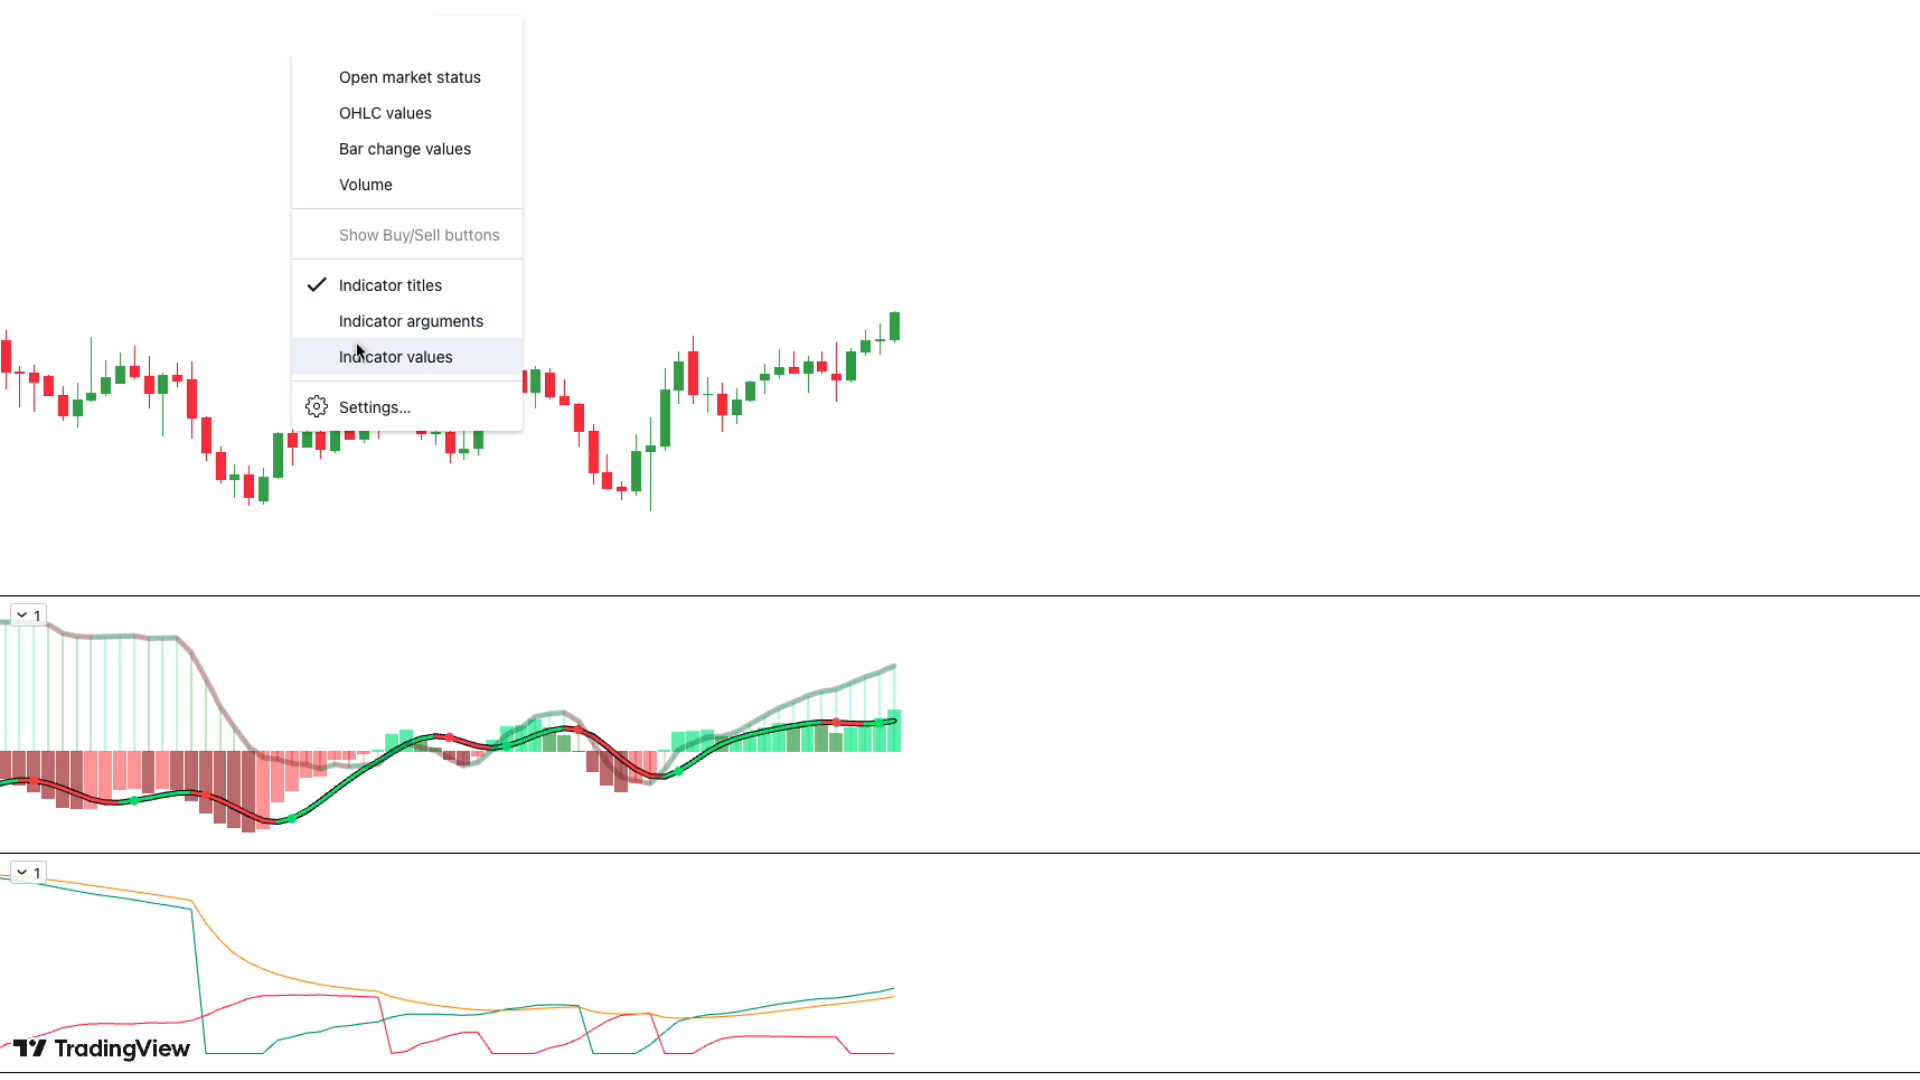 Open market status
OHLC values
Bar change values
Volume
Show Buy/Sell buttons
Indicator titles
Indicator arguments
Indicator values
Settings...
1
1
TradingView